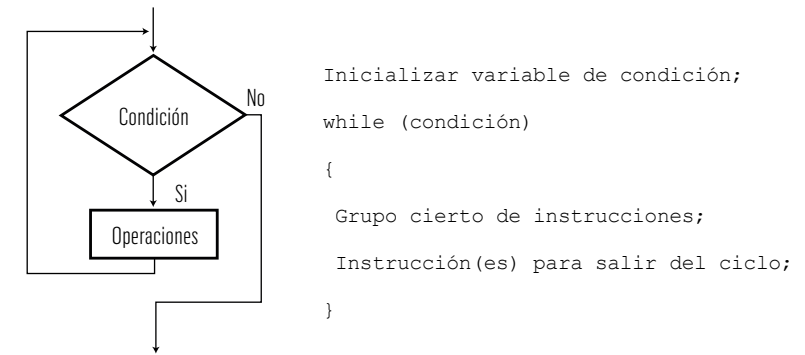 Condición
No
Si
Operaciones
Inicializar variable de condición;
while (condición)
{
Grupo cierto de instrucciones;
Instrucción(es) para salir del ciclo;
}